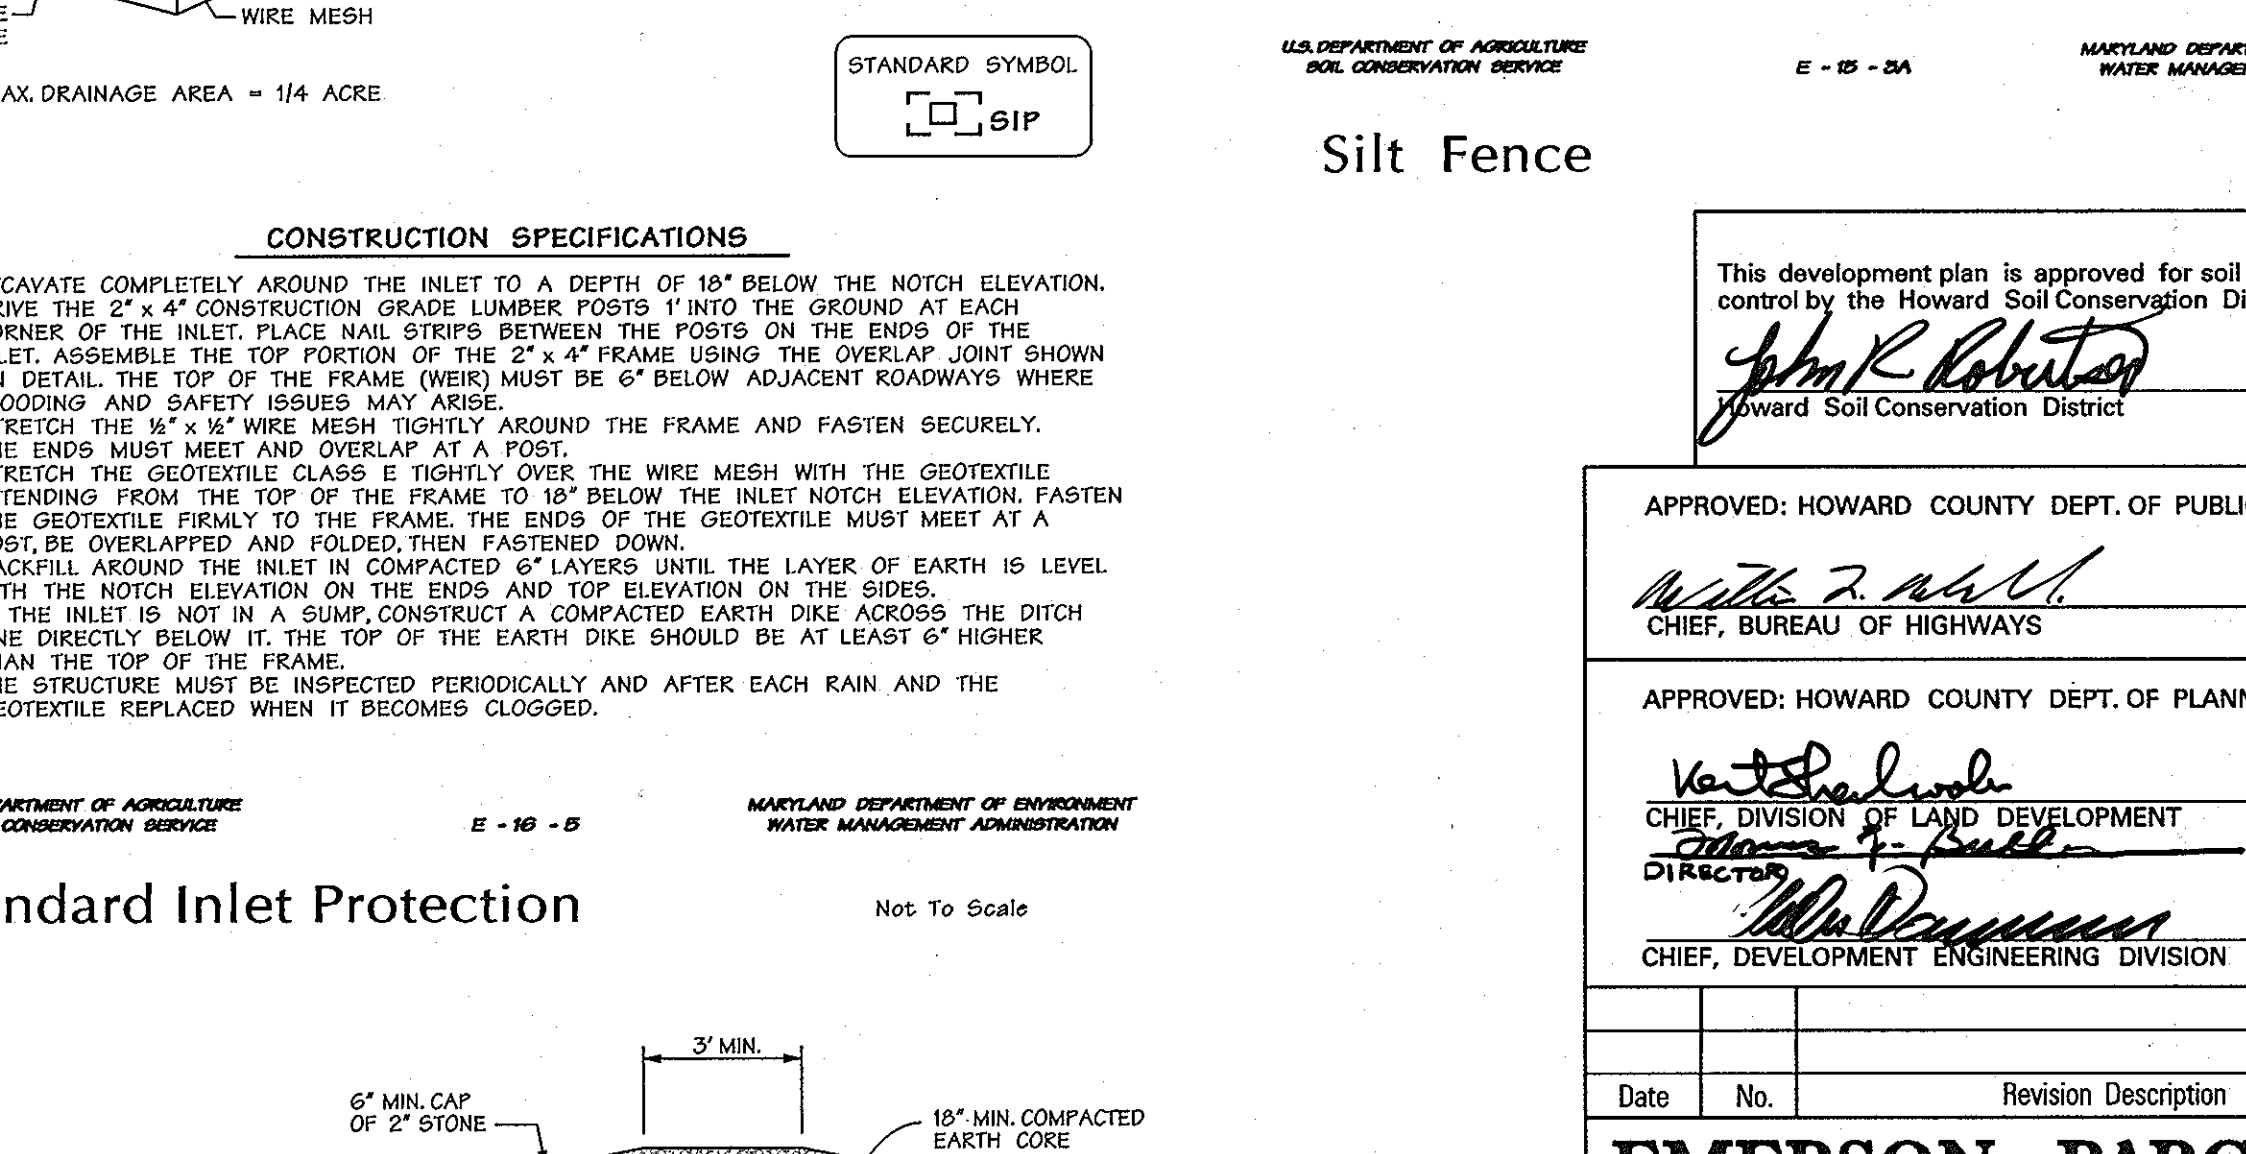 WIRE MESH
AX. DRAINAGE AREA = 1/4 ACRE
STANDARD SYMBOL
SIP
CONSTRUCTION SPECIFICATIONS
CAVATE COMPLETELY AROUND THE INLET TO A DEPTH OF 18" BELOW THE NOTCH ELEVATION.
RIVE THE 2" x 4" CONSTRUCTION GRADE LUMBER POSTS 1' INTO THE GROUND AT EACH
ORNER OF THE INLET. PLACE NAIL STRIPS BETWEEN THE POSTS ON THE ENDS OF THE
LET. ASSEMBLE THE TOP PORTION OF THE 2" x 4" FRAME USING THE OVERLAP JOINT SHOWN
N DETAIL. THE TOP OF THE FRAME (WEIR) MUST BE 6" BELOW ADJACENT ROADWAYS WHERE
OODING AND SAFETY ISSUES MAY ARISE.
TRETCH THE ½" x ½" WIRE MESH TIGHTLY AROUND THE FRAME AND FASTEN SECURELY.
HE ENDS MUST MEET AND OVERLAP AT A POST.
TRETCH THE GEOTEXTILE CLASS E TIGHTLY OVER THE WIRE MESH WITH THE GEOTEXTILE
TENDING FROM THE TOP OF THE FRAME TO 18" BELOW THE INLET NOTCH ELEVATION. FASTEN
HE GEOTEXTILE FIRMLY TO THE FRAME. THE ENDS OF THE GEOTEXTILE MUST MEET AT A
OST, BE OVERLAPPED AND FOLDED, THEN FASTENED DOWN.
ACKFILL AROUND THE INLET IN COMPACTED 6" LAYERS UNTIL THE LAYER OF EARTH IS LEVEL
TH THE NOTCH ELEVATION ON THE ENDS AND TOP ELEVATION ON THE SIDES.
THE INLET IS NOT IN A SUMP, CONSTRUCT A COMPACTED EARTH DIKE ACROSS THE DITCH
NE DIRECTLY BELOW IT. THE TOP OF THE EARTH DIKE SHOULD BE AT LEAST 6" HIGHER
HAN THE TOP OF THE FRAME.
HE STRUCTURE MUST BE INSPECTED PERIODICALLY AND AFTER EACH RAIN AND THE
EOTEXTILE REPLACED WHEN IT BECOMES CLOGGED.
ARTMENT OF AGRICULTURE
CONSERVATION SERVICE
E - 16 - 5
MARYLAND DEPARTMENT OF ENVIRONMENT
WATER MANAGEMENT ADMINISTRATION
ndard Inlet Protection
Not To Scale
3' MIN.
6" MIN. CAP
OF 2" STONE
18" MIN. COMPACTED
EARTH CORE
U.S. DEPARTMENT OF AGRICULTURE
SOIL CONSERVATION SERVICE
E - 15 - 3A
MARYLAND DEPART
WATER MANAGE
Silt Fence
This development plan is approved for soil
control by the Howard Soil Conservation Di
John R Robertson
Howard Soil Conservation District
APPROVED: HOWARD COUNTY DEPT. OF PUBLI
CHIEF, BUREAU OF HIGHWAYS
APPROVED: HOWARD COUNTY DEPT. OF PLANN
CHIEF, DIVISION OF LAND DEVELOPMENT
DIRECTOR
CHIEF, DEVELOPMENT ENGINEERING DIVISION
Date No. Revision Description
EMERSON PARC